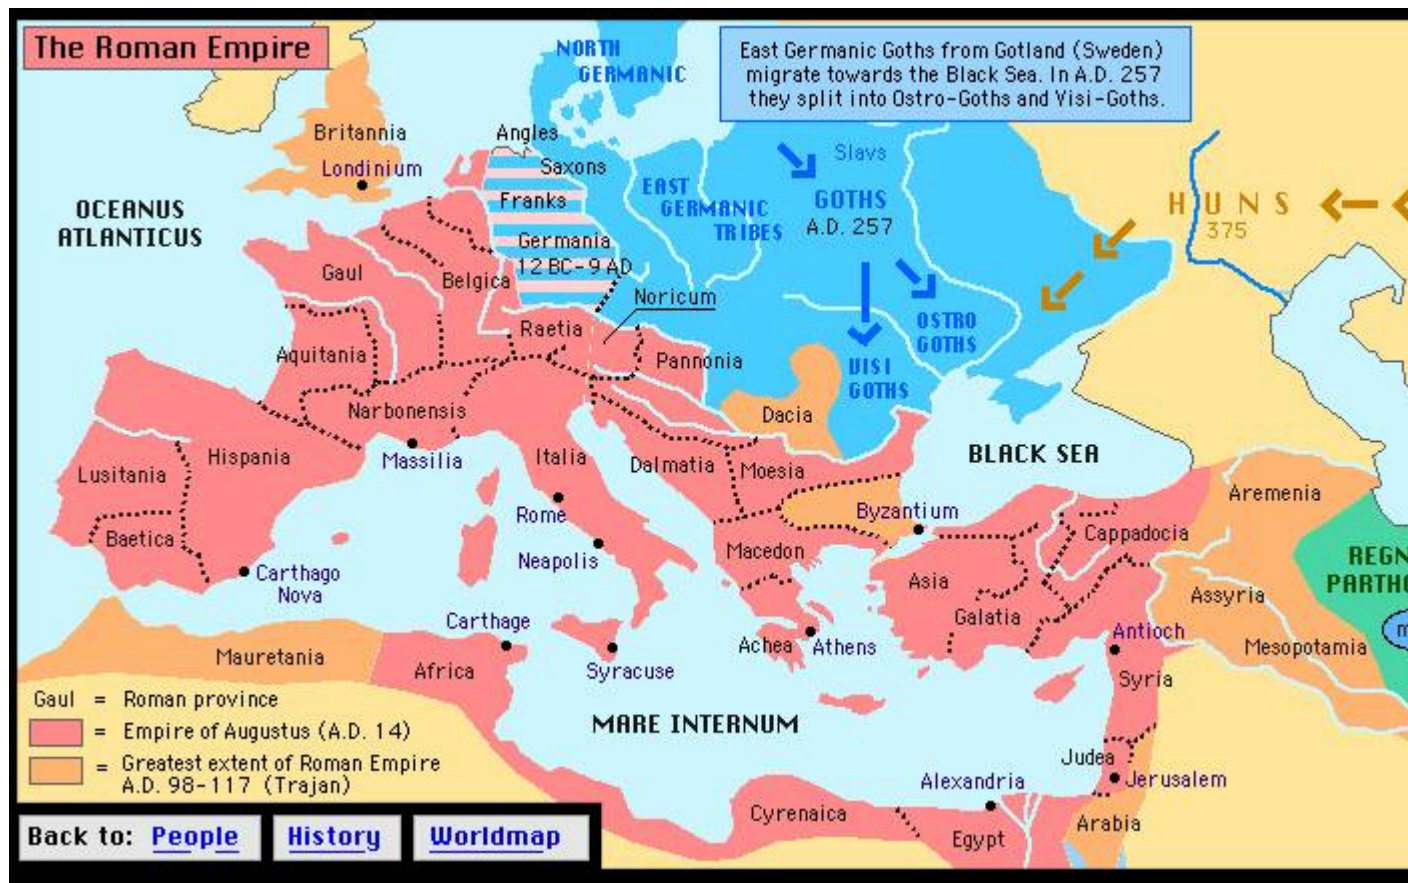 The Roman Empire
NORTH
GERMANIC
East Germanic Goths from Gotland (Sweden)
migrate towards the Black Sea. In A.D. 257
they split into Ostro-Goths and Visi-Goths.
Britannia
Londinium
Angles
Saxons
Franks
Germania
12 BC-9 AD
Slavs
EAST
GERMANIC
TRIBES
GOTHS
A.D. 257
HUNS
375
OCEANUS
ATLANTICUS
Gaul
Belgica
Noricum
Raetia
Pannonia
OSTRO
GOTHS
VISI
GOTHS
Aquitania
Narbonensis
Dacia
Massilia
Italia
Dalmatia
Moesia
BLACK SEA
Lusitania
Hispania
Baetica
Rome
Neapolis
Byzantium
Macedon
Aremenia
Cappadocia
Carthago
Nova
Asia
Galatia
Assyria
REGN
PARTHO
Mesopotamia
Carthage
Achea
Athens
Antioch
Mauretania
Africa
Syracuse
Syria
MARE INTERNUM
Gaul = Roman province
= Empire of Augustus (A.D. 14)
= Greatest extent of Roman Empire
A.D. 98-117 (Trajan)
Judea
Jerusalem
Alexandria
Cyrenaica
Egypt
Arabia
Back to: People History Worldmap